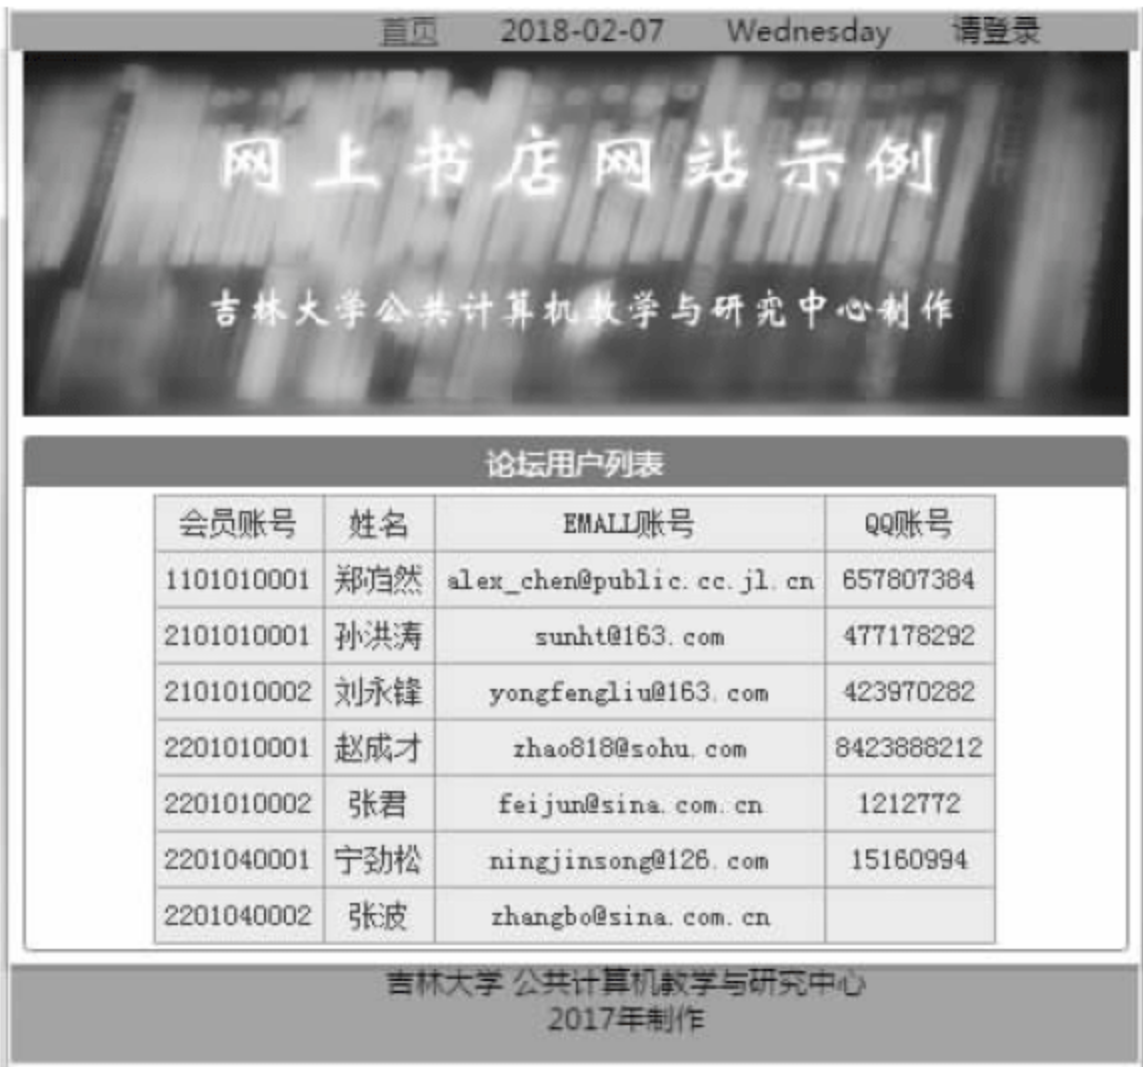 首页 2018-02-07 Wednesday 请登录
网上书店网站示例
吉林大学公共计算机教学与研究中心制作
论坛用户列表
会员账号 姓名 EMALL账号 QQ账号
1101010001 alex_chen@public.cc.jl.cn 657807384
2101010001 孙洪涛 sunht@163.com 477178292
2101010002 刘永锋 yongfengliu@163.com 423970282
2201010001 赵成才 zhao818@sohu.com 8423888212
2201010002 张君 feijun@sina.com.cn 1212772
2201040001 宁劲松 ningjinsong@126.com 15160994
2201040002 张波 zhangbo@sina.com.cn
吉林大学 公共计算机教学与研究中心
2017年制作